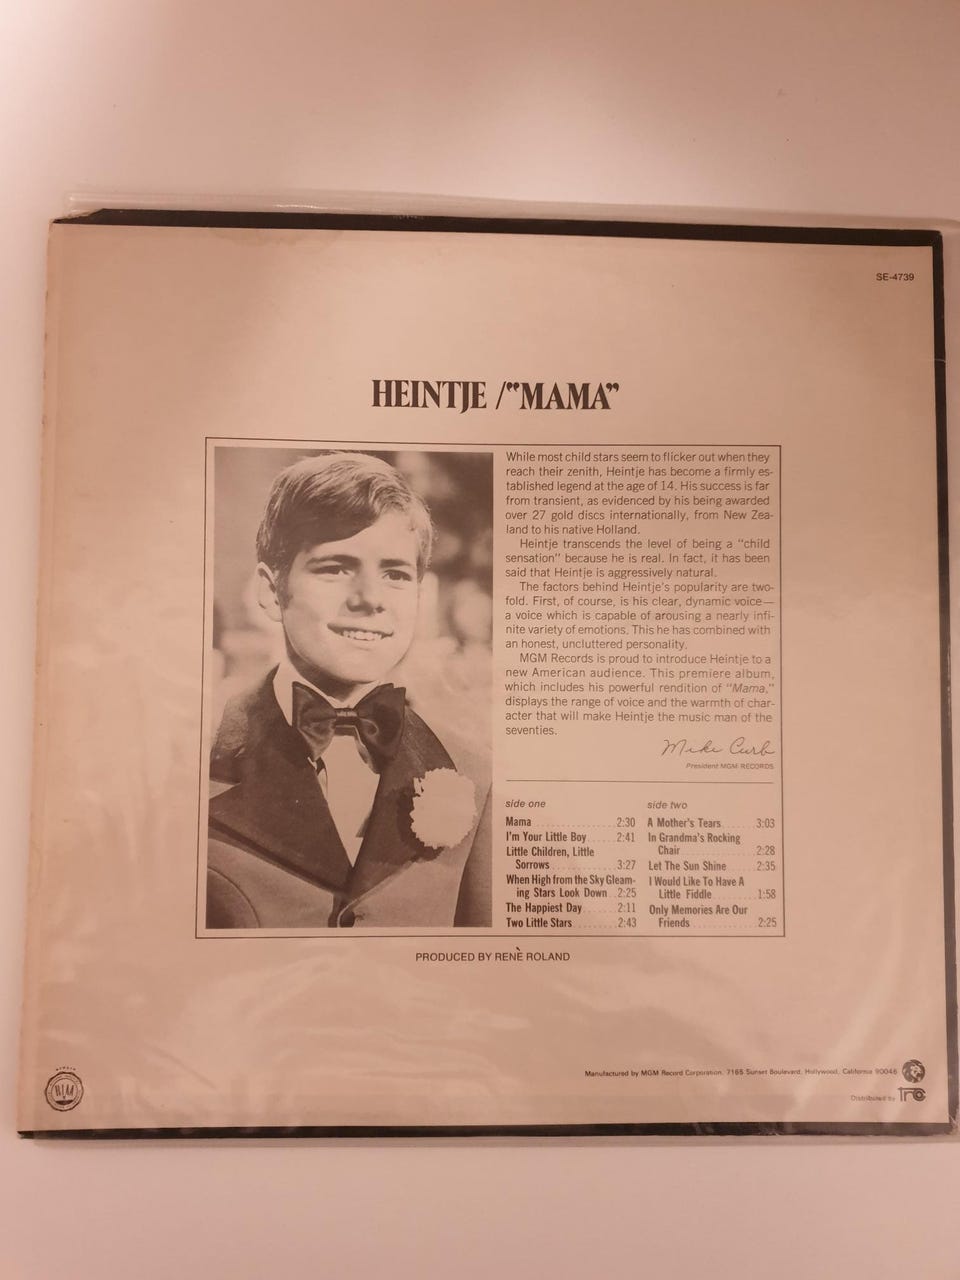 SE-4739
HEINTJE /"MAMA"
While most child stars seem to flicker out when they
reach their zenith, Heintje has become a firmly es-
tablished legend at the age of 14. His success is far
from transient, as evidenced by his being awarded
over 27 gold discs internationally, from New Zea-
land to his native Holland.
Heintje transcends the level of being a "child
sensation" because he is real. In fact, it has been
said that Heintje is aggressively natural.
The factors behind Heintje's popularity are two-
fold. First, of course, is his clear, dynamic voice—
a voice which is capable of arousing a nearly infi-
nite variety of emotions. This he has combined with
an honest, uncluttered personality.
MGM Records is proud to introduce Heintje to a
new American audience. This premiere album,
which includes his powerful rendition of "Mama,"
displays the range of voice and the warmth of char-
acter that will make Heintje the music man of the
seventies.
Mike Curb
President MGM RECORDS
side one
Mama 2:30
I'm Your Little Boy 2:41
Little Children, Little
Sorrows 3:27
When High from the Sky Gleam-
ing Stars Look Down 2:25
The Happiest Day 2:11
Two Little Stars 2:43
side two
A Mother's Tears 3:03
In Grandma's Rocking
Chair 2:28
Let The Sun Shine 2:35
I Would Like To Have A
Little Fiddle 1:58
Only Memories Are Our
Friends 2:25
PRODUCED BY RENÈ ROLAND
Manufactured by MGM Record Corporation, 7165 Sunset Boulevard, Hollywood, California 90046
Distributed by TRC
RIAA